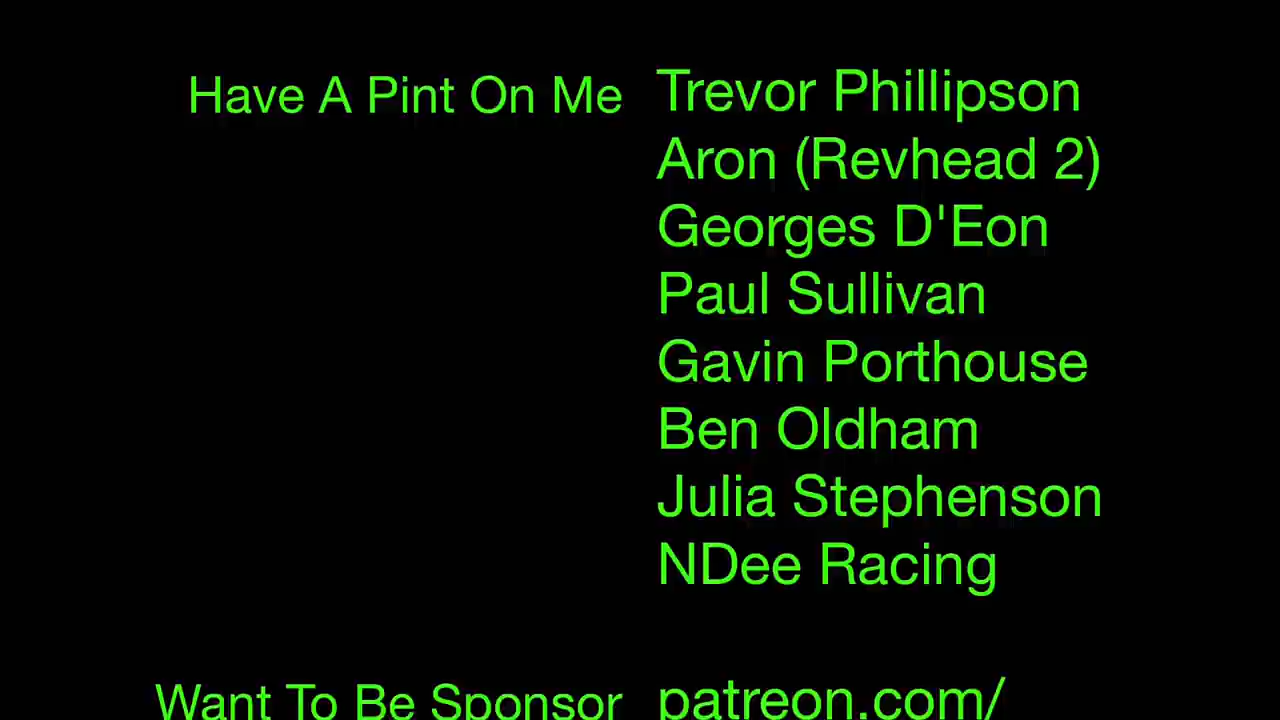 Have A Pint On Me Trevor Phillipson
Aron (Revhead 2)
Georges D'Eon
Paul Sullivan
Gavin Porthouse
Ben Oldham
Julia Stephenson
NDee Racing
Want To Be Sponsor patreon.com/